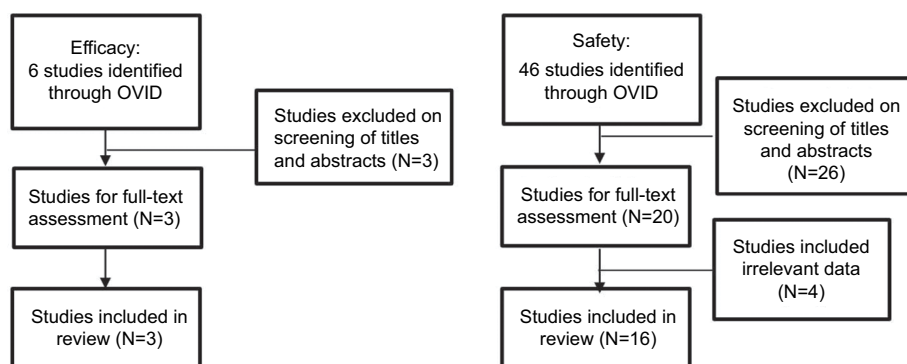 Efficacy:
6 studies identified
through OVID
Studies excluded on
screening of titles
and abstracts (N=3)
Studies for full-text
assessment (N=3)
Studies included in
review (N=3)
Safety:
46 studies identified
through OVID
Studies excluded on
screening of titles
and abstracts
(N=26)
Studies for full-text
assessment (N=20)
Studies included
irrelevant data
(N=4)
Studies included in
review (N=16)